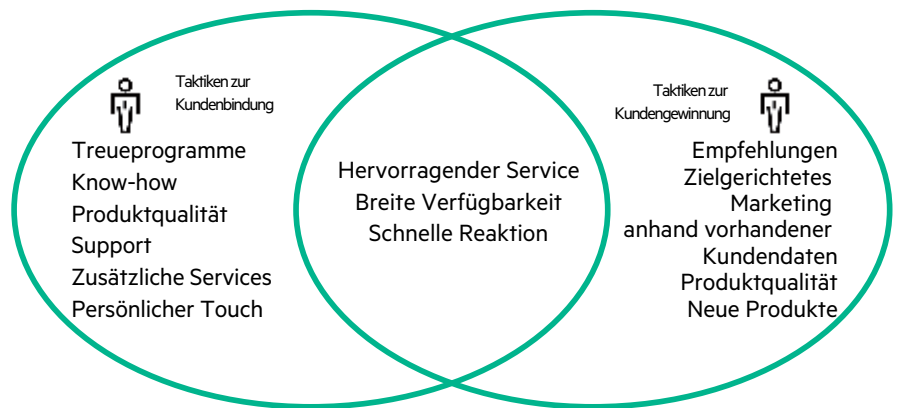 Taktiken zur
Kundenbindung
Treueprogramme
Know-how
Produktqualität
Support
Zusätzliche Services
Persönlicher Touch
Hervorragender Service
Breite Verfügbarkeit
Schnelle Reaktion
Taktiken zur
Kundengewinnung
Empfehlungen
Zielgerichtetes
Marketing
anhand vorhandener
Kundendaten
Produktqualität
Neue Produkte